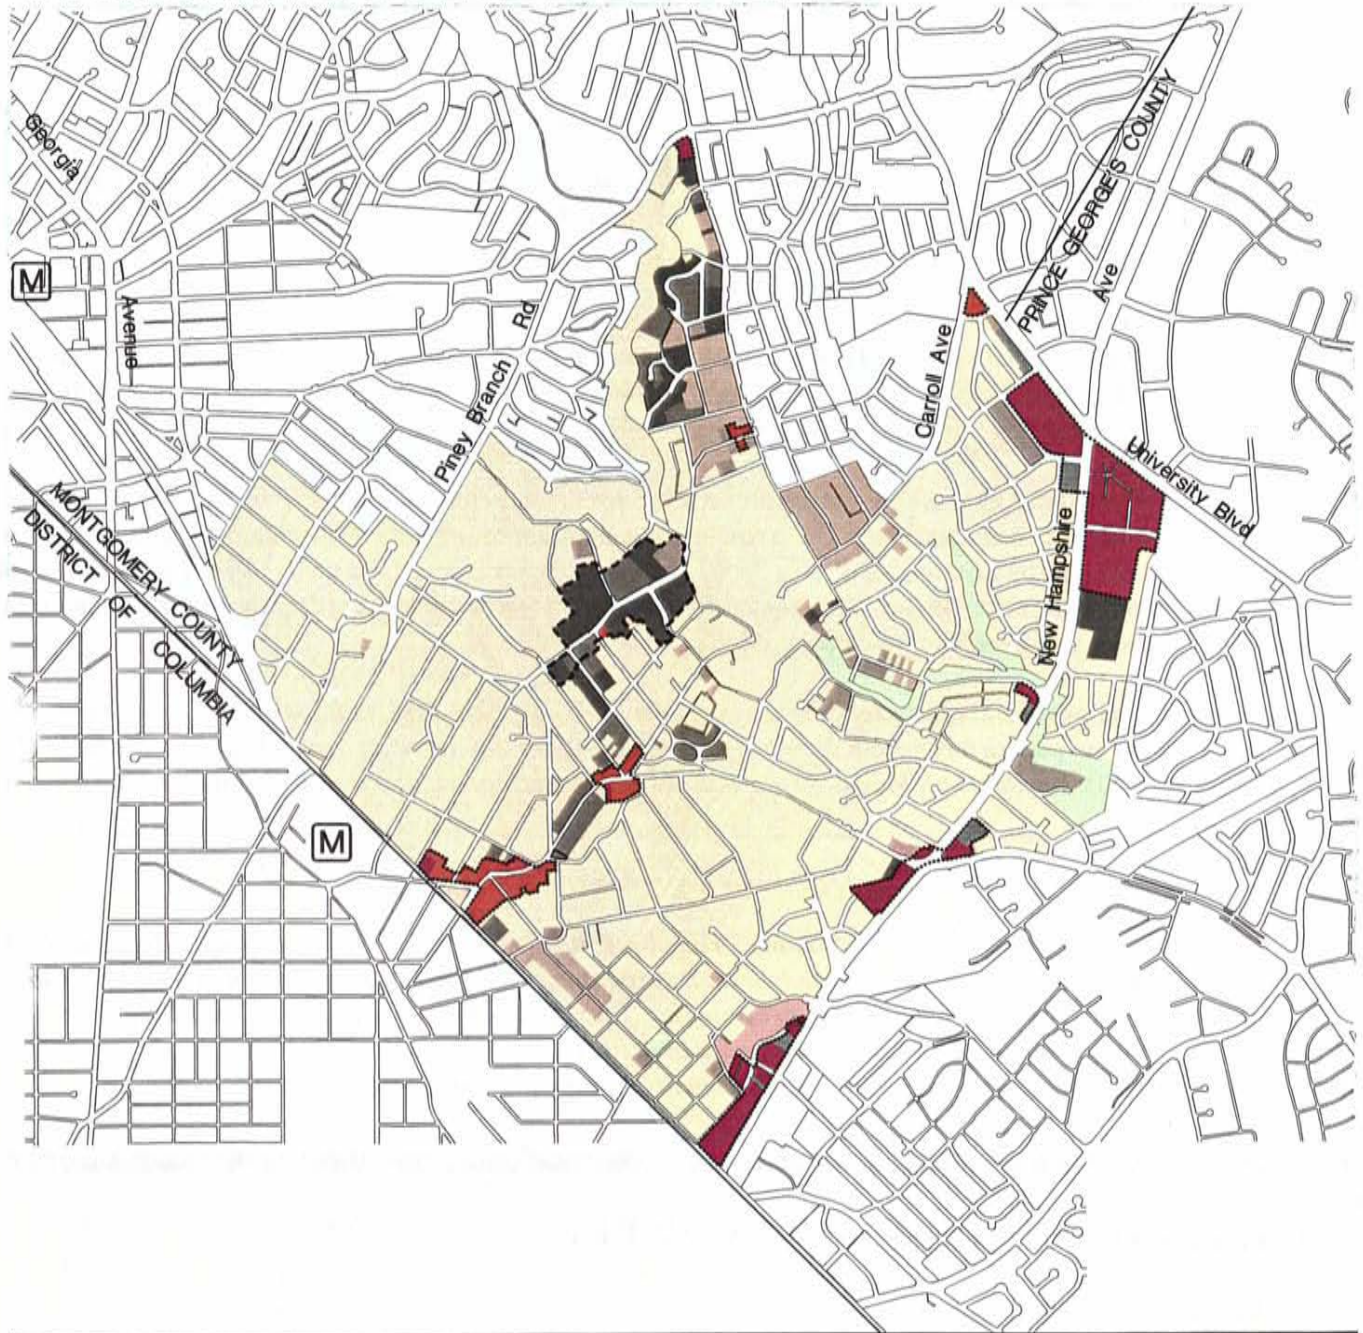 Georgia
Avenue
M
Piney Branch Rd
Carroll Ave
PRINCE GEORGE'S COUNTY
Ave
University Blvd
New Hampshire
MONTGOMERY COUNTY
DISTRICT OF COLUMBIA
M